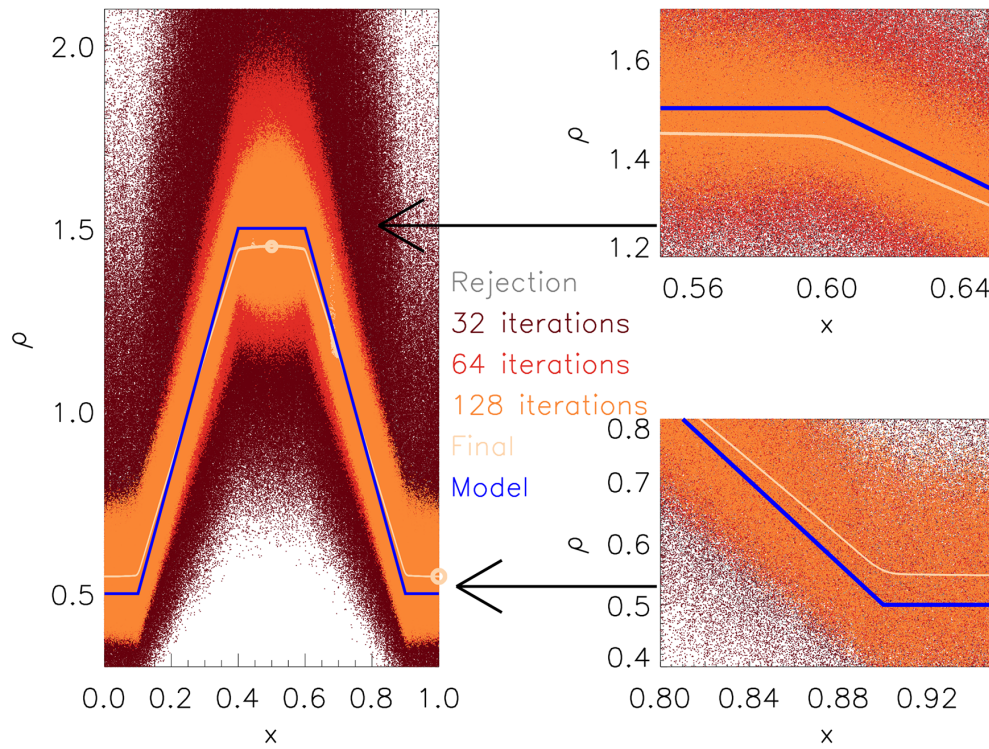 2.0
1.5
1.0
0.5
ρ
0.0 0.2 0.4 0.6 0.8 1.0
x
Rejection
32 iterations
64 iterations
128 iterations
Final
Model
1.6
1.4
1.2
ρ
0.56 0.60 0.64
x
0.8
0.7
0.6
0.5
0.4
ρ
0.80 0.84 0.88 0.92
x